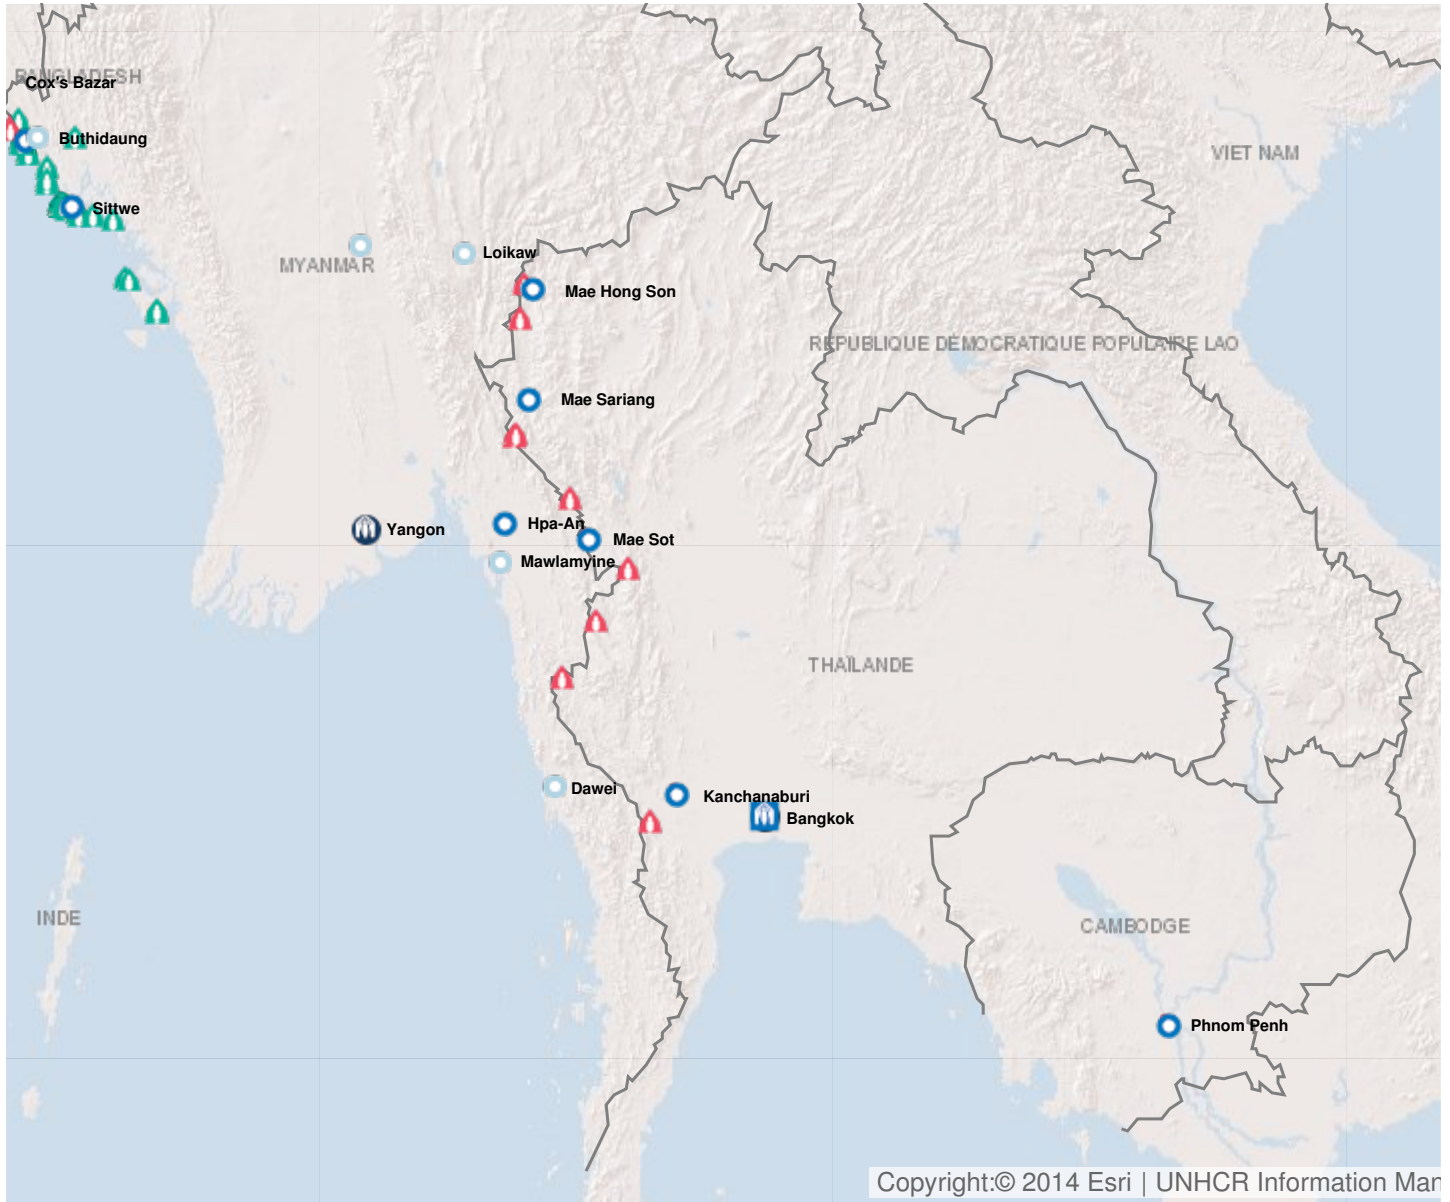 BANGLADESH
Cox's Bazar
Buthidaung
VIET NAM
Sittwe
Loikaw
MYANMAR
Mae Hong Son
RÉPUBLIQUE DÉMOCRATIQUE POPULAIRE LAO
Mae Sariang
Hpa-An
Yangon
Mae Sot
Mawlamyine
THAÏLANDE
Dawei
Kanchanaburi
Bangkok
INDE
CAMBODGE
Phnom Penh
Copyright:© 2014 Esri | UNHCR Information Man